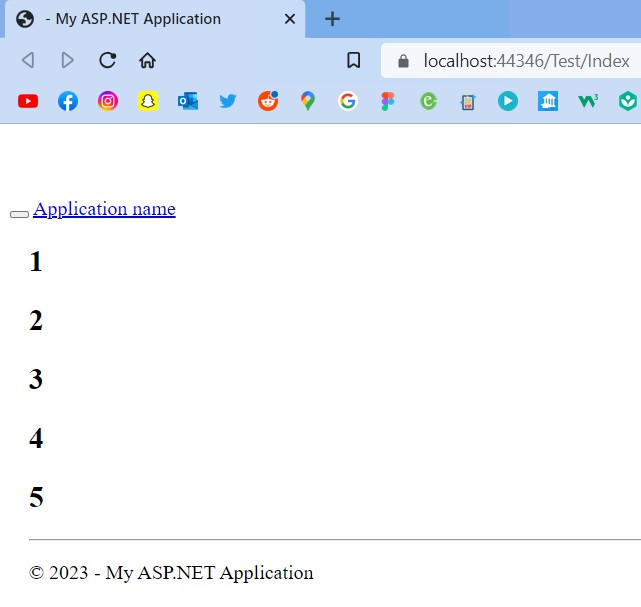 - My ASP.NET Application
localhost:44346/Test/Index
Application name
1
2
3
4
5
© 2023 - My ASP.NET Application